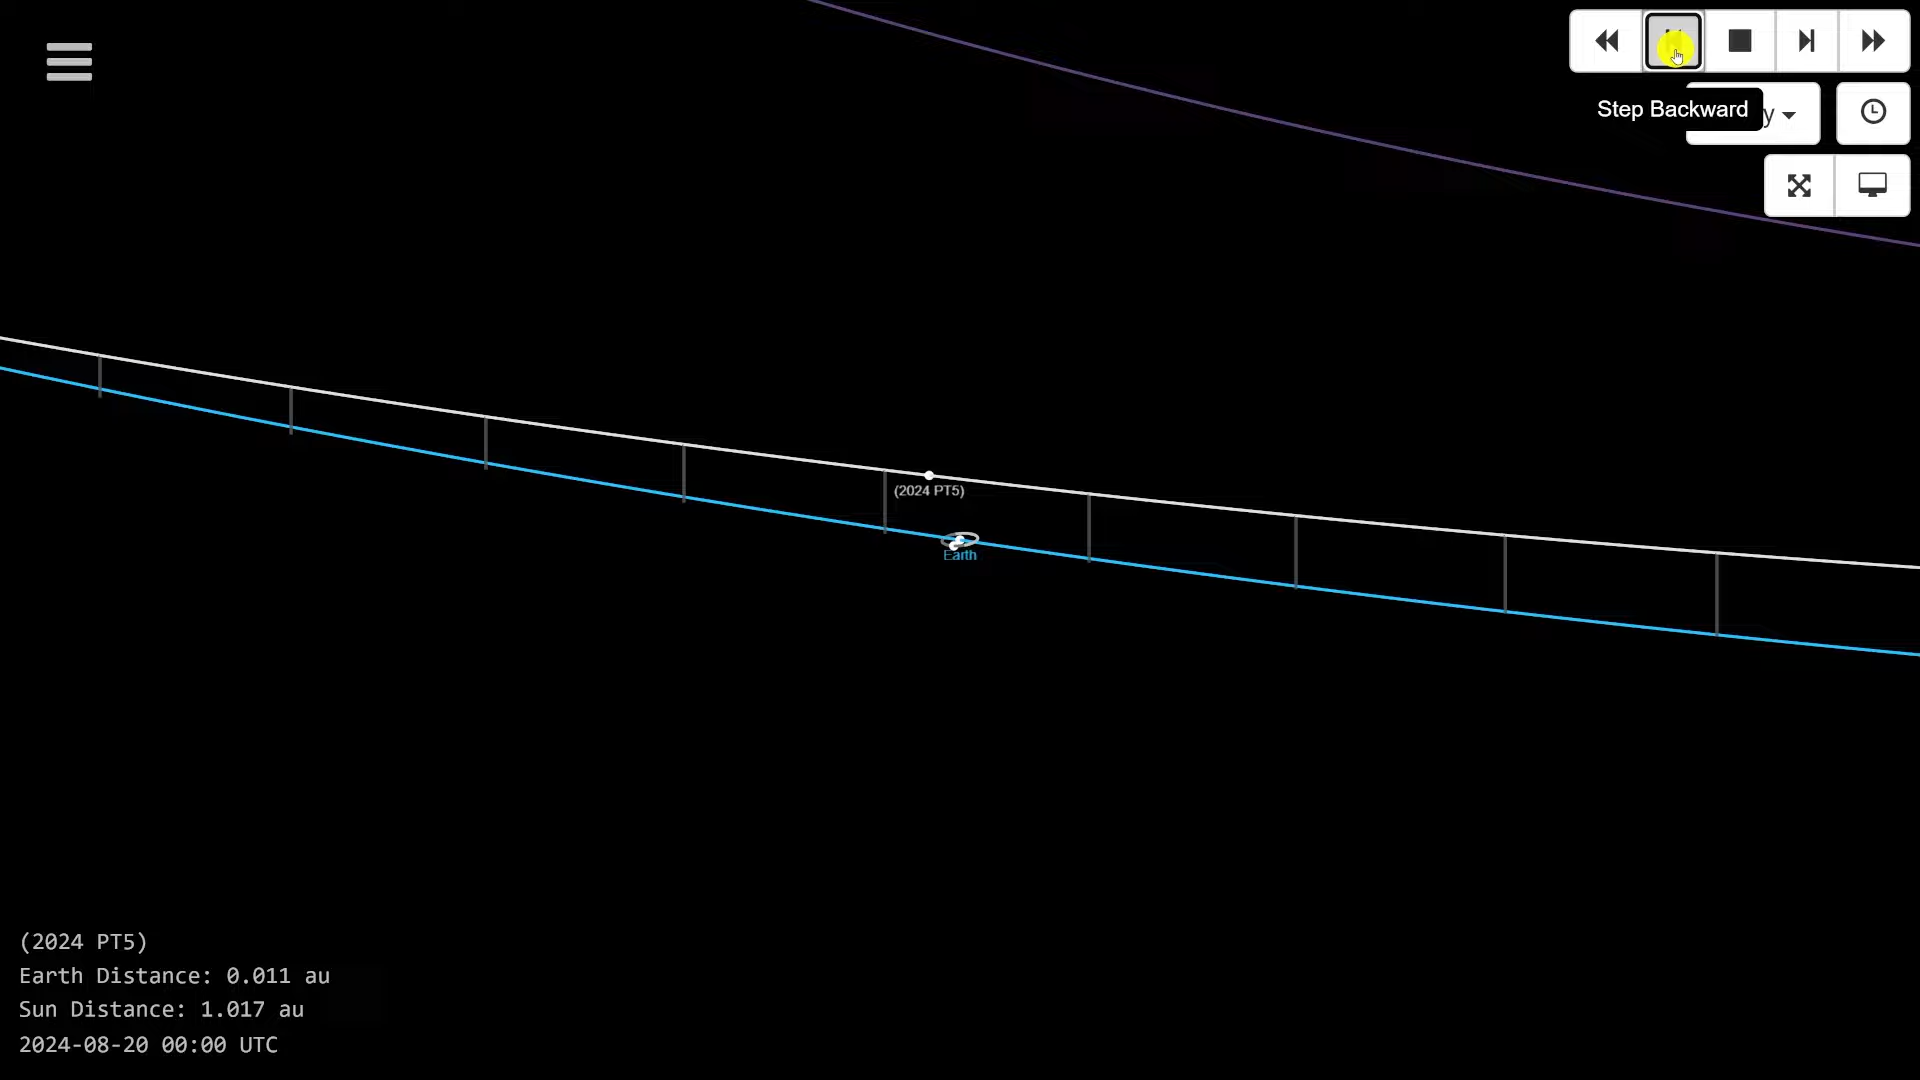 Step Backward
y
(2024 PT5)
Earth
(2024 PT5)
Earth Distance: 0.011 au
Sun Distance: 1.017 au
2024-08-20 00:00 UTC